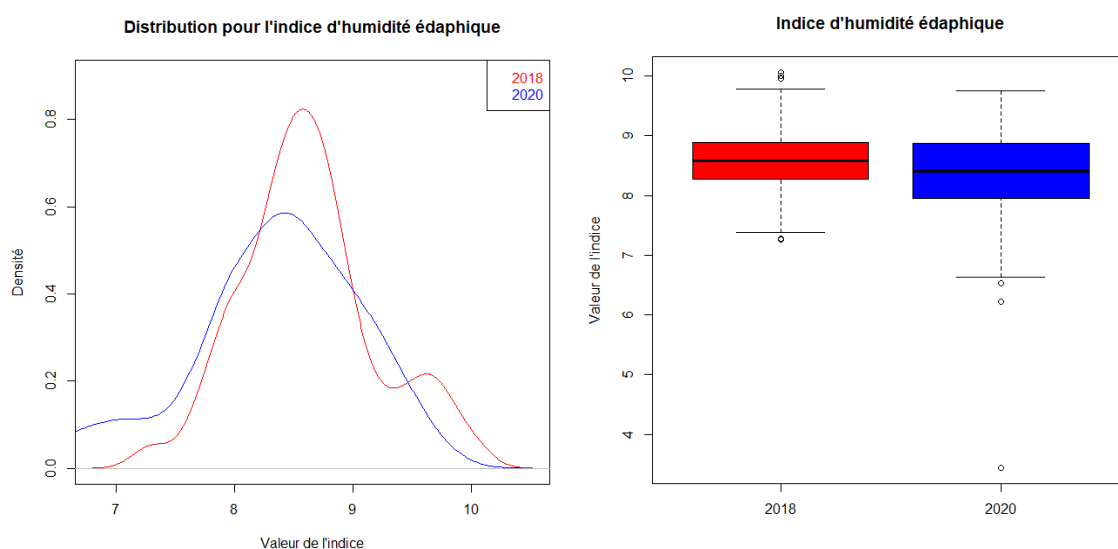 Distribution pour l'indice d'humidité édaphique
2018
2020
Densité
0.0
0.2
0.4
0.6
0.8
7 8 9 10
Valeur de l'indice
Indice d'humidité édaphique
Valeur de l'indice
4
5
6
7
8
9
10
2018 2020